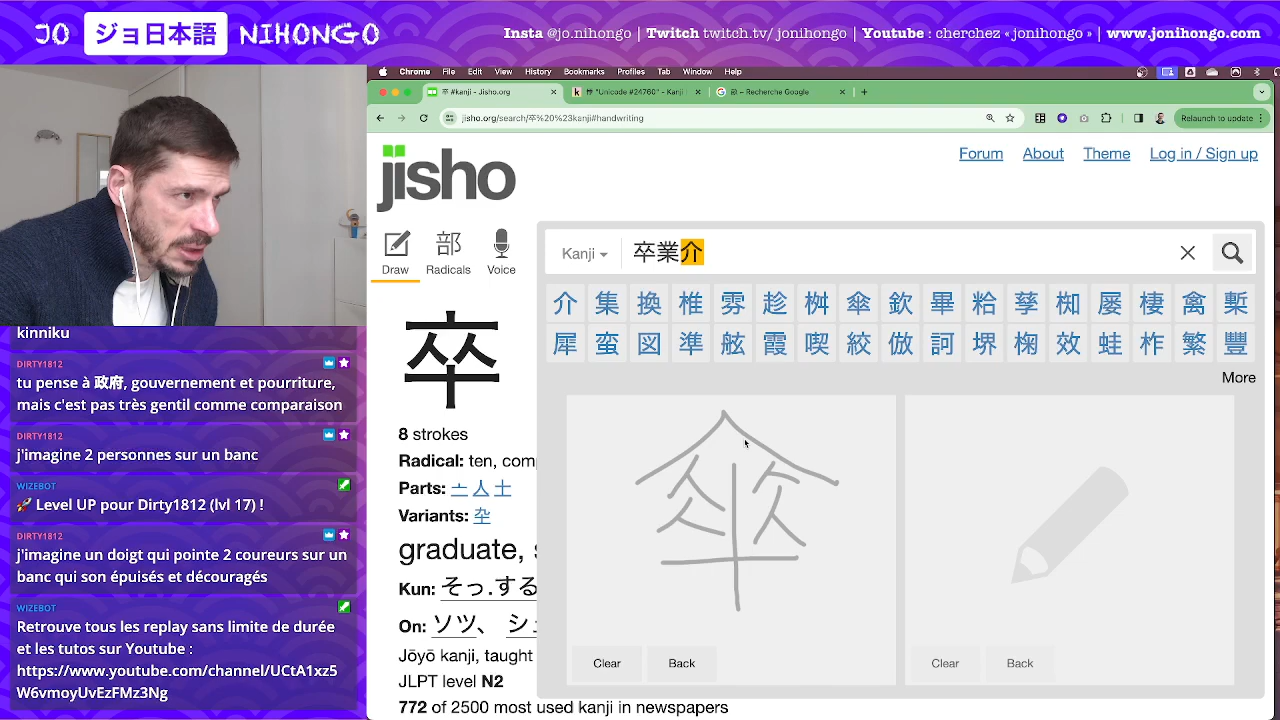 JO ジョ日本語 NIHONGO
Insta @jo.nihongo | Twitch twitch.tv/ jonihongo | Youtube : cherchez « jonihongo » | www.jonihongo.com
Chrome File Edit View History Bookmarks Profiles Tab Window Help
卒 #kanji - Jisho.org
"Unicode #24760" - Kanji
– Recherche Google
jisho.org/search/卒%20%23kanji#handwriting
Relaunch to update
jisho
Forum About Theme Log in / Sign up
Draw
部
Radicals
Voice
Kanji 卒業介
介 集 換 椎 雰 趁 桝 傘 欽 畢 粭 孳 椥 屡 棲 禽 槧
犀 蛮 図 準 舷 霞 喫 絞 倣 訶 堺 椈 效 蛙 柞 繁 豐
More
卒
8 strokes
Radical: ten, com
Parts: 亠 人 十
Variants: 卆
graduate, s
Kun: そっ.する
On: ソツ、 シュ
Jōyō kanji, taught
JLPT level N2
772 of 2500 most used kanji in newspapers
Clear Back
Clear Back
kinniku
DIRTY1812
tu pense à 政府, gouvernement et pourriture,
mais c'est pas très gentil comme comparaison
DIRTY1812
j'imagine 2 personnes sur un banc
WIZEBOT
🚀 Level UP pour Dirty1812 (lvl 17) !
DIRTY1812
j'imagine un doigt qui pointe 2 coureurs sur un
banc qui son épuisés et découragés
WIZEBOT
Retrouve tous les replay sans limite de durée
et les tutos sur Youtube :
https://www.youtube.com/channel/UCtA1xz5
W6vmoyUvEzFMz3Ng